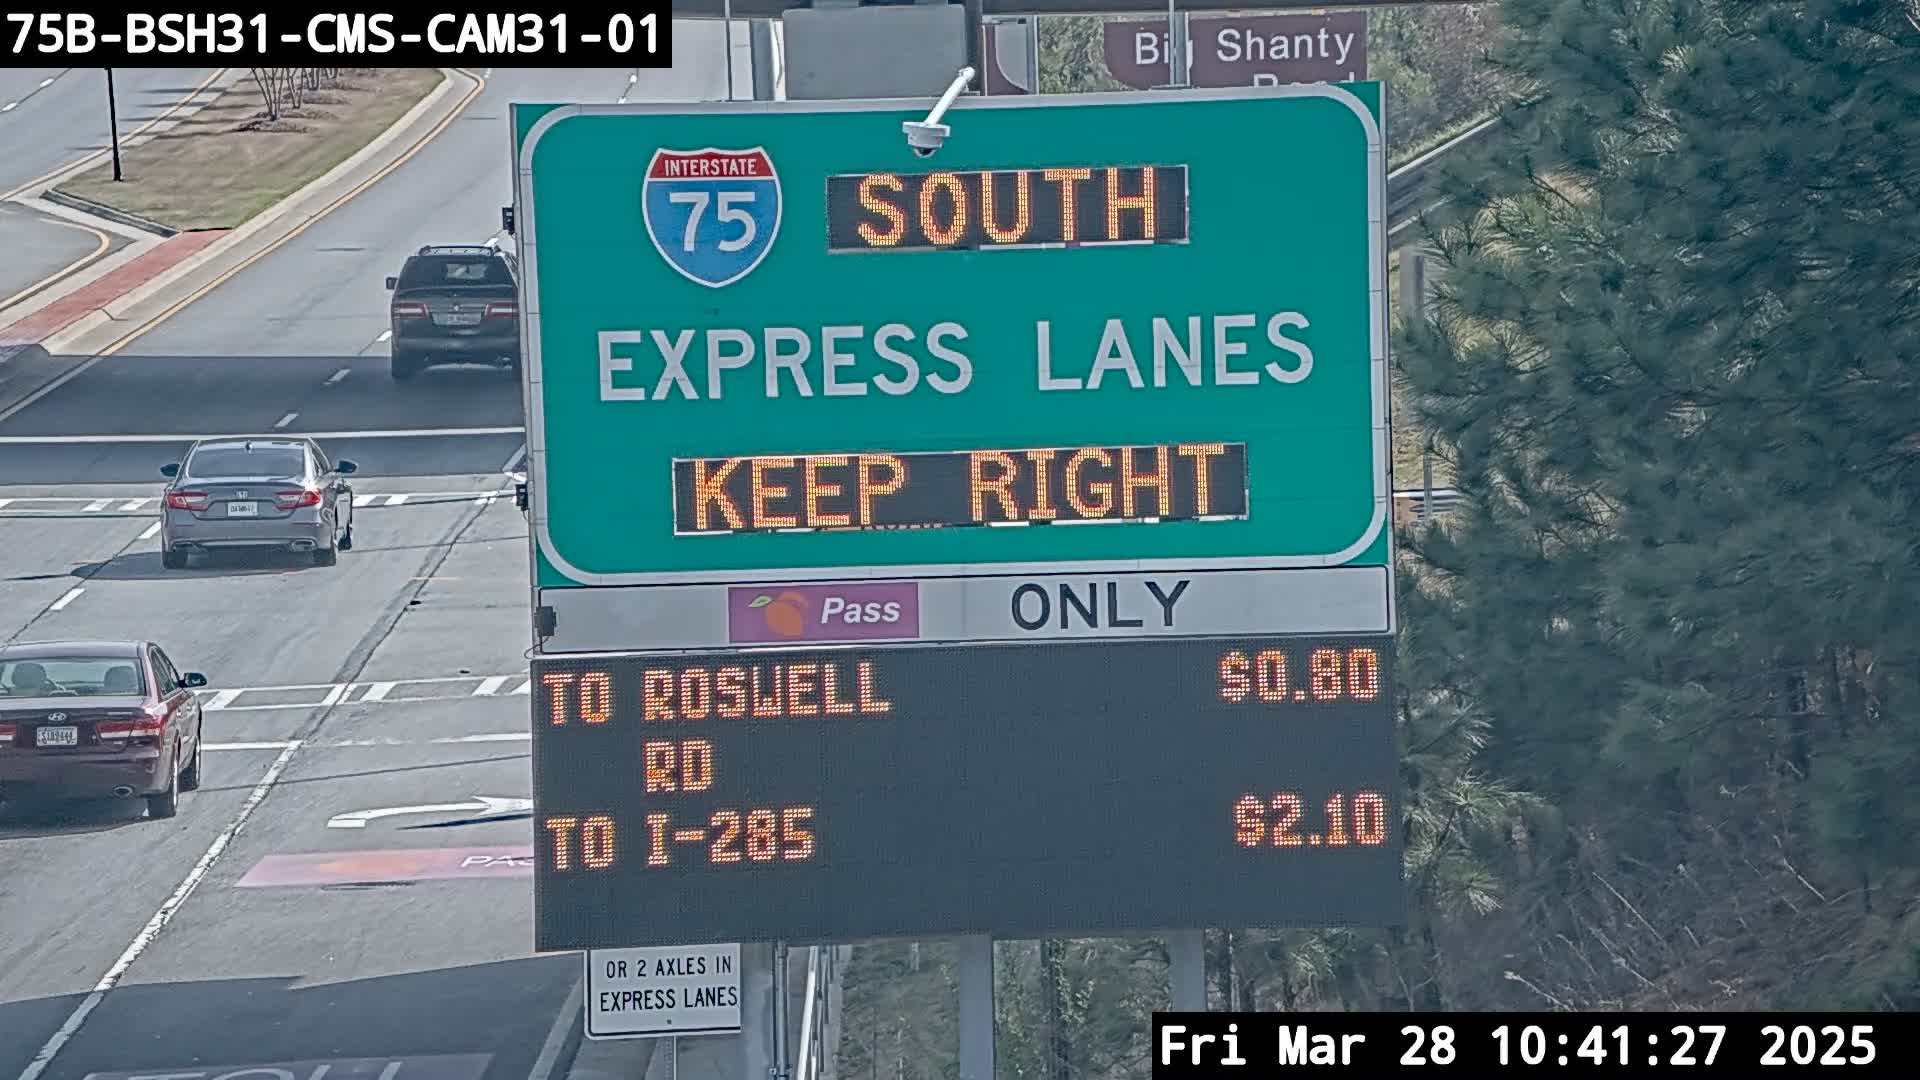 75B-BSH31-CMS-CAM31-01
Big Shanty
Road
INTERSTATE
75
SOUTH
EXPRESS LANES
KEEP RIGHT
Pass ONLY
TO ROSWELL $0.80
RD
TO I-285 $2.10
OR 2 AXLES IN
EXPRESS LANES
Fri Mar 28 10:41:27 2025